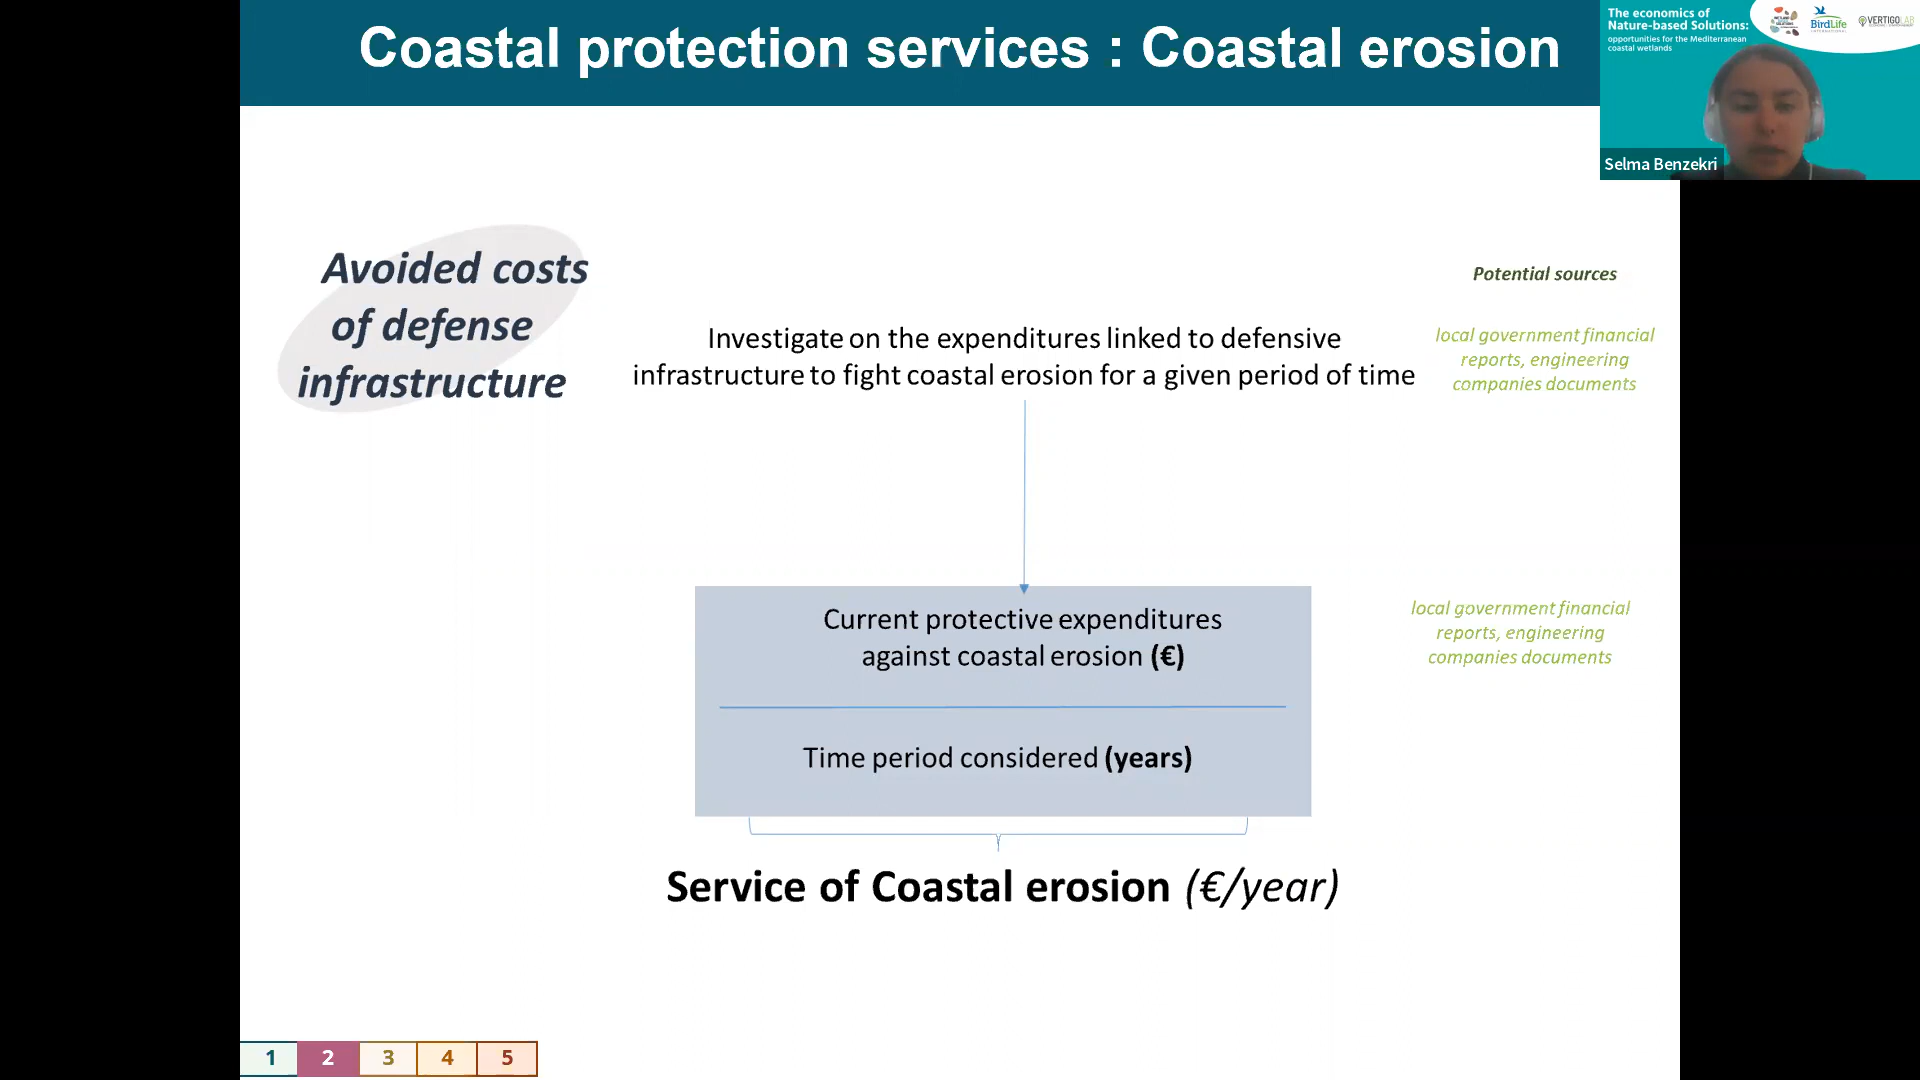 Coastal protection services : Coastal erosion
The economics of
Nature-based Solutions:
opportunities for the Mediterranean
coastal wetlands
BirdLife
INTERNATIONAL
VERTIGOLAB
Selma Benzekri
Avoided costs
of defense
infrastructure
Potential sources
Investigate on the expenditures linked to defensive
infrastructure to fight coastal erosion for a given period of time
local government financial
reports, engineering
companies documents
Current protective expenditures
against coastal erosion (€)
Time period considered (years)
local government financial
reports, engineering
companies documents
Service of Coastal erosion (€/year)
1 2 3 4 5